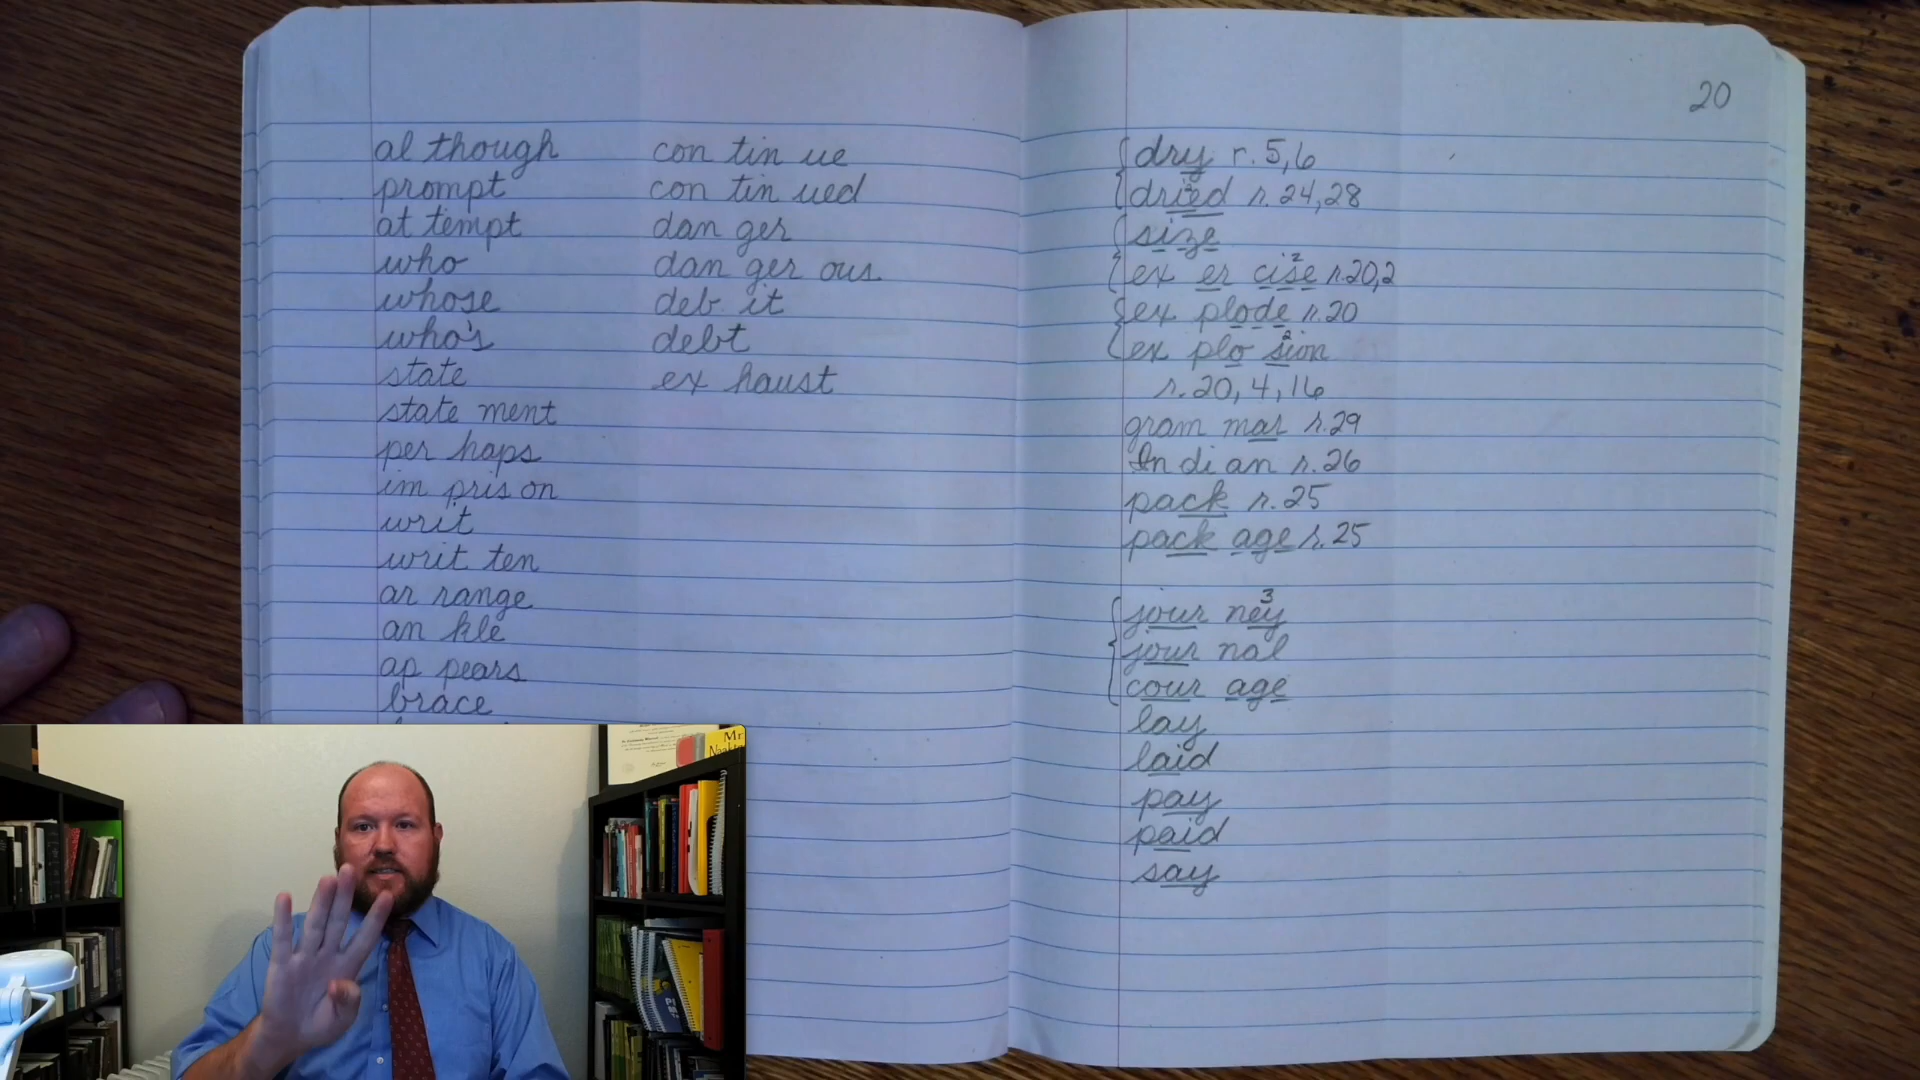 al though
prompt
at tempt
who
whose
who's
state
state ment
per haps
im pris on
writ
writ ten
ar range
an kle
ap pears
brace
con tin ue
con tin ued
dan ger
dan ger ous
deb it
debt
ex haust
20
dry r. 5,6
dried r. 24,28
size
ex er cise² r.20,2
ex plode r.20
ex plo sion²
r. 20, 4, 16
gram mar r.29
In di an r.26
pack r. 25
pack age r. 25
jour ney³
jour nal
cour age
lay
laid
pay
paid
say
Mr.